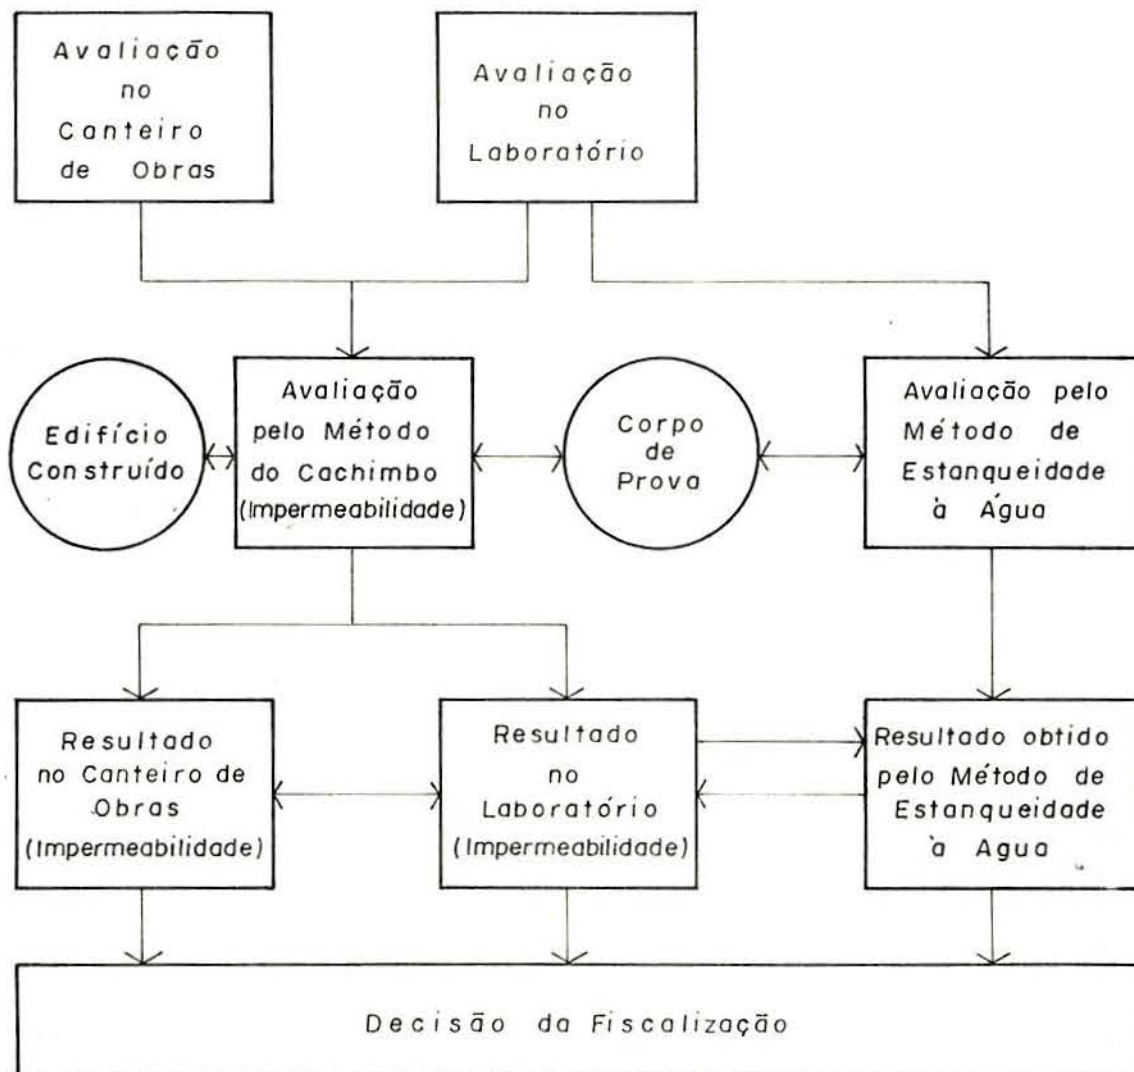 Avaliação
no
Canteiro
de Obras
Avaliação
no
Laboratório
Edifício
Construído
Avaliação
pelo Método
do Cachimbo
(Impermeabilidade)
Corpo
de
Prova
Avaliação pelo
Método de
Estanqueidade
à Água
Resultado
no Canteiro de
Obras
(Impermeabilidade)
Resultado
no
Laboratório
(Impermeabilidade)
Resultado obtido
pelo Método de
Estanqueidade
à Agua
Decisão da Fiscalização